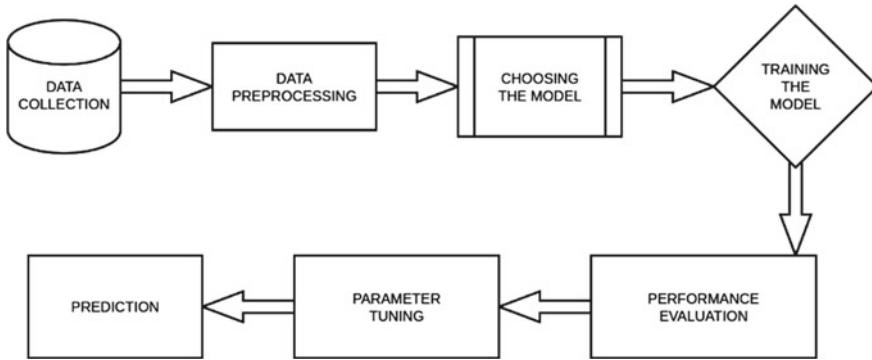 DATA
COLLECTION
DATA
PREPROCESSING
CHOOSING
THE MODEL
TRAINING
THE
MODEL
PREDICTION
PARAMETER
TUNING
PERFORMANCE
EVALUATION